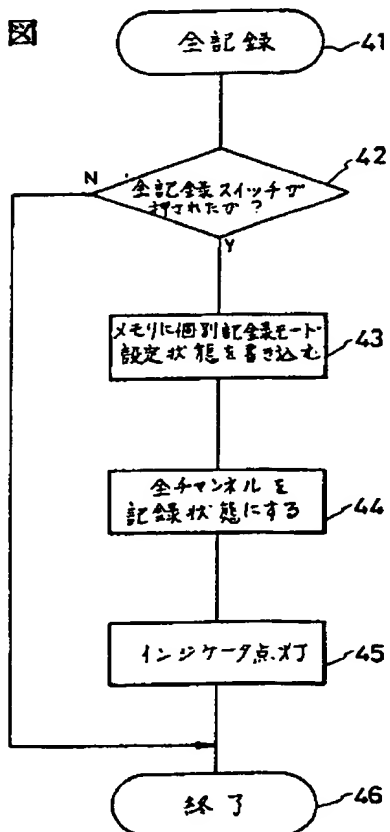 図
全記録
41
42
N
全記録スイッチが
押されたか?
Y
メモリに個別記録モード
設定状態を書き込む
43
全チャンネルを
記録状態にする
44
インジケータ点灯
45
終了
46